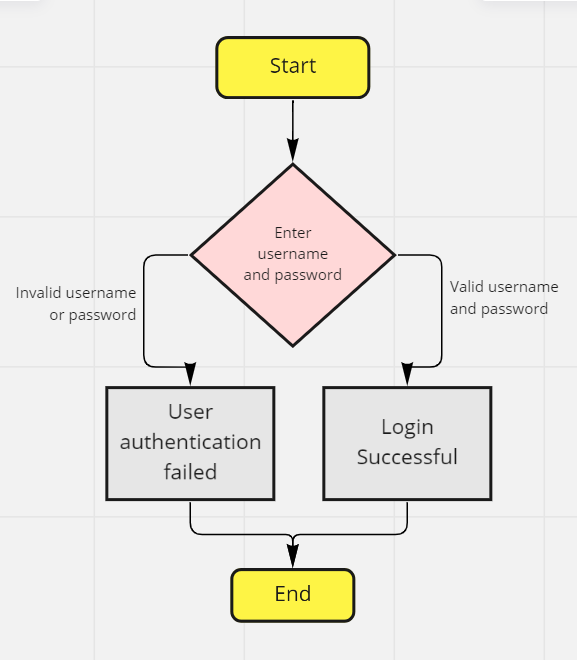 Start
Enter
username
and password
Invalid username
or password
Valid username
and password
User
authentication
failed
Login
Successful
End